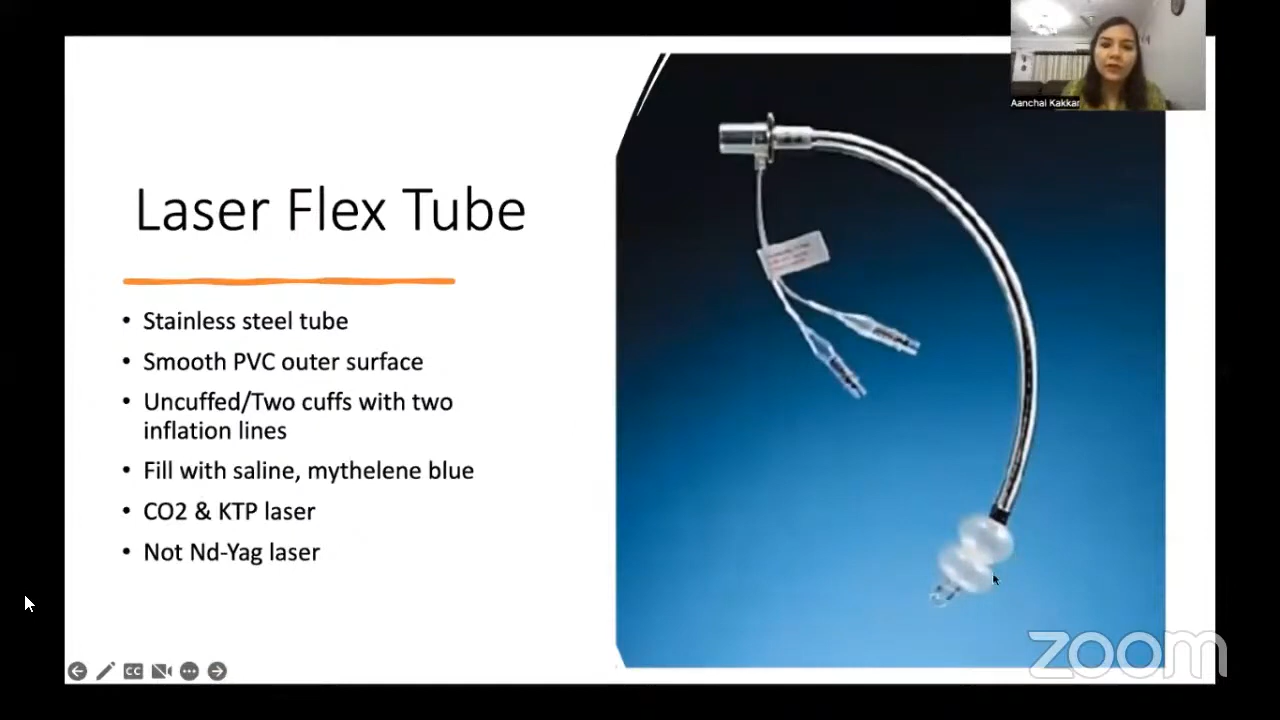 Aanchal Kakkar
Laser Flex Tube
• Stainless steel tube
• Smooth PVC outer surface
• Uncuffed/Two cuffs with two
inflation lines
• Fill with saline, mythelene blue
• CO2 & KTP laser
• Not Nd-Yag laser
CC
zoom